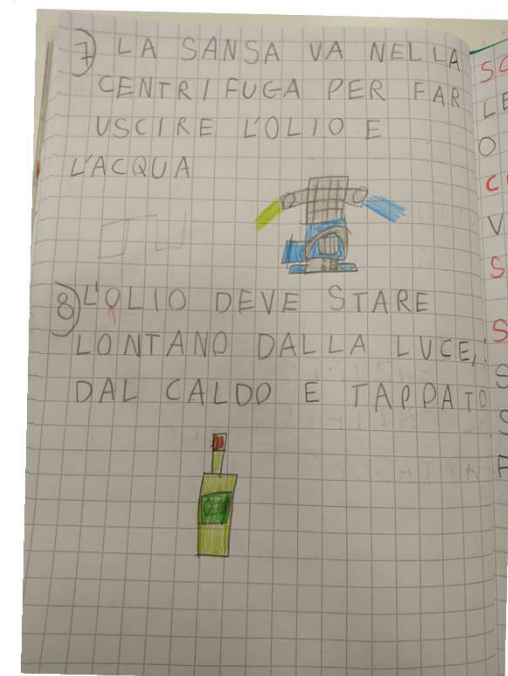 7) LA SANSA VA NELLA
CENTRIFUGA PER FAR
USCIRE L'OLIO E
L'ACQUA
8) L'OLIO DEVE STARE
LONTANO DALLA LUCE,
DAL CALDO E TAPPATO